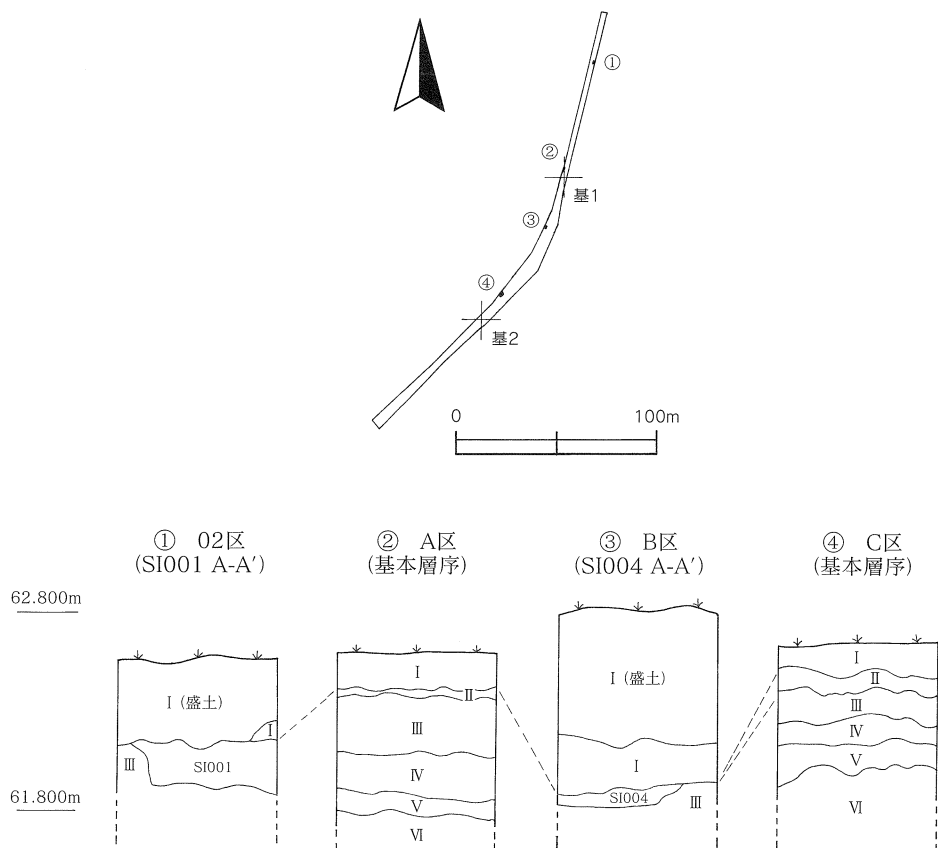 ①
②
基1
③
④
基2
0 100m
① 02区
(SI001 A-A′)
② A区
(基本層序)
③ B区
(SI004 A-A′)
④ C区
(基本層序)
62.800m
61.800m
I (盛土)
I
III
SI001
I
II
III
IV
V
VI
I (盛土)
I
SI004
III
I
II
III
IV
V
VI